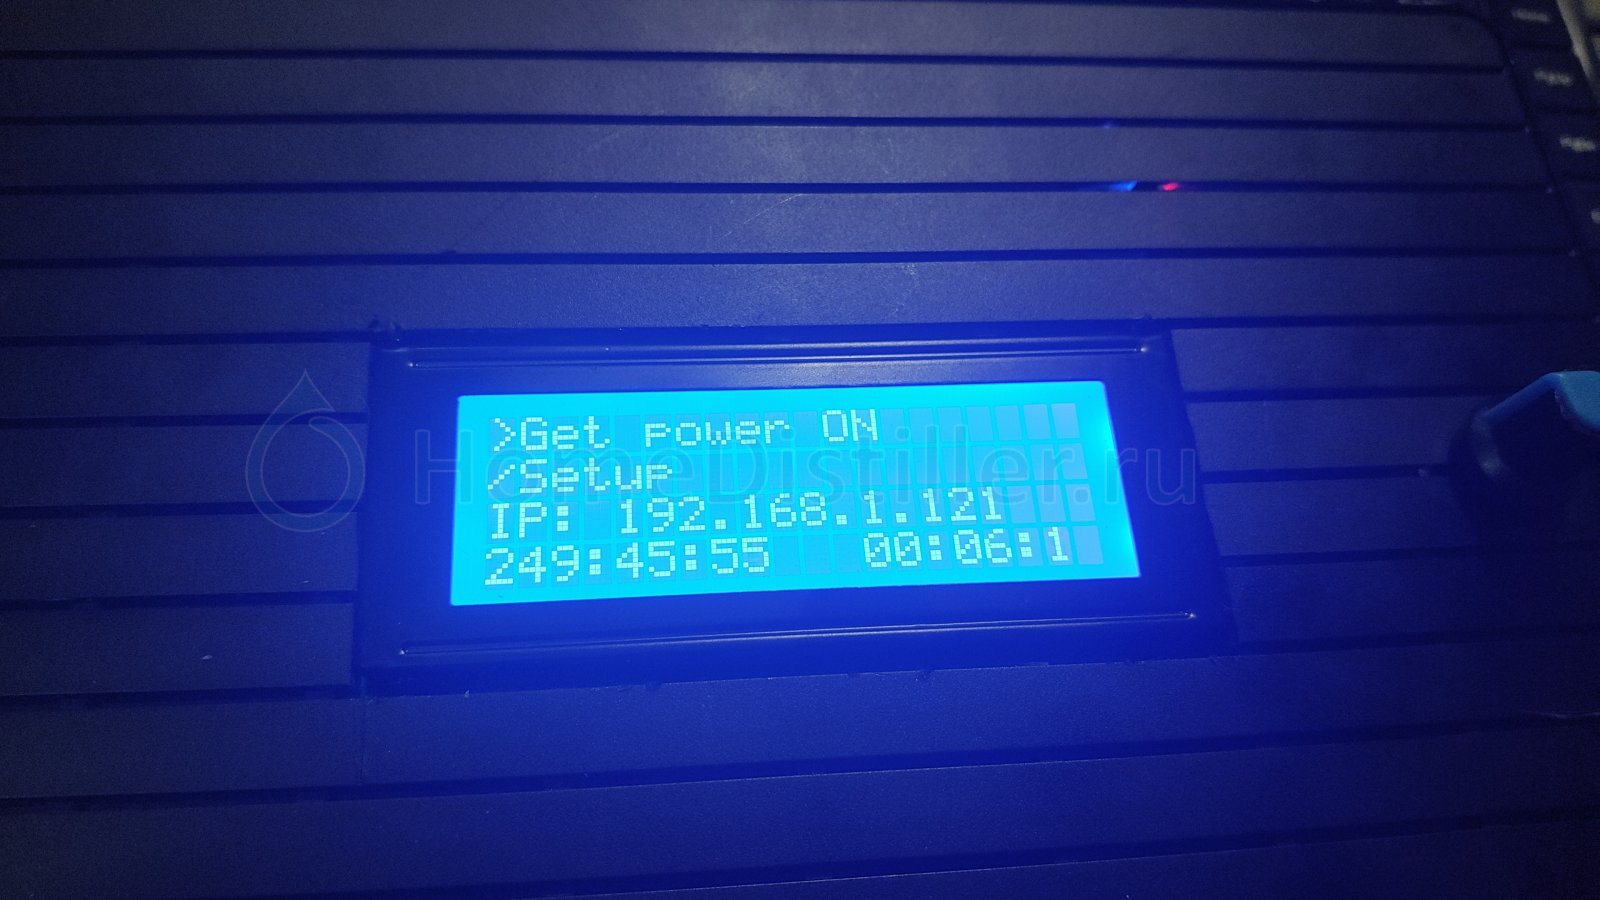 >Get power ON
/Setup
HomeDistiller.ru
IP: 192.168.1.121
249:45:55 00:06:1